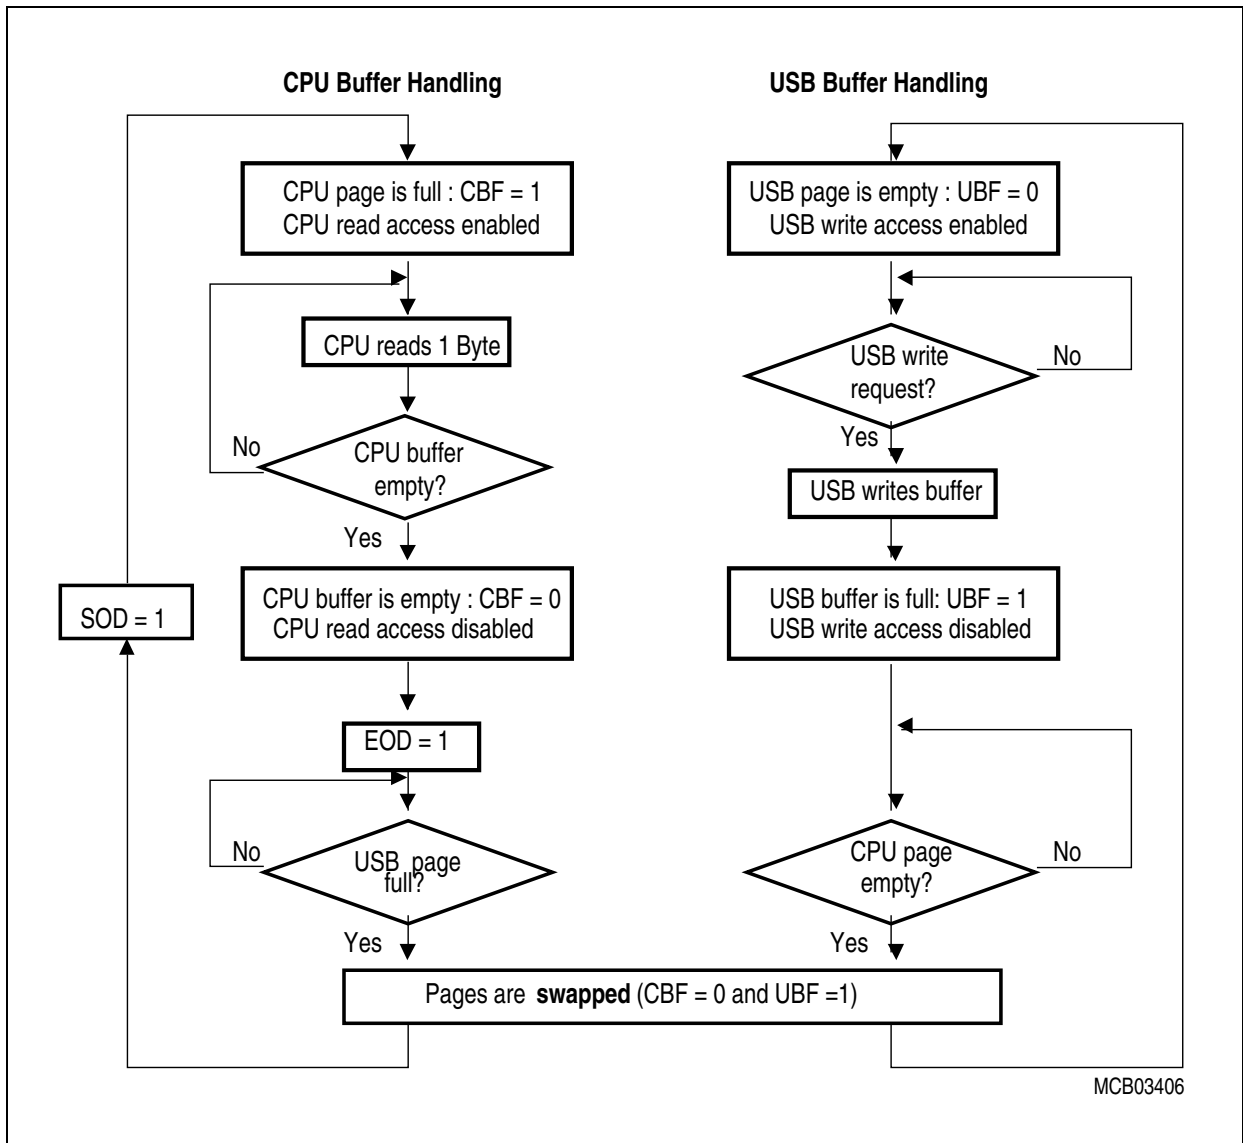 CPU Buffer Handling
CPU page is full : CBF = 1
CPU read access enabled
CPU reads 1 Byte
No
CPU buffer
empty?
Yes
CPU buffer is empty : CBF = 0
CPU read access disabled
SOD = 1
EOD = 1
No
USB page
full?
Yes
USB Buffer Handling
USB page is empty : UBF = 0
USB write access enabled
USB write
request?
No
Yes
USB writes buffer
USB buffer is full: UBF = 1
USB write access disabled
CPU page
empty?
No
Yes
Pages are swapped (CBF = 0 and UBF =1)
MCB03406